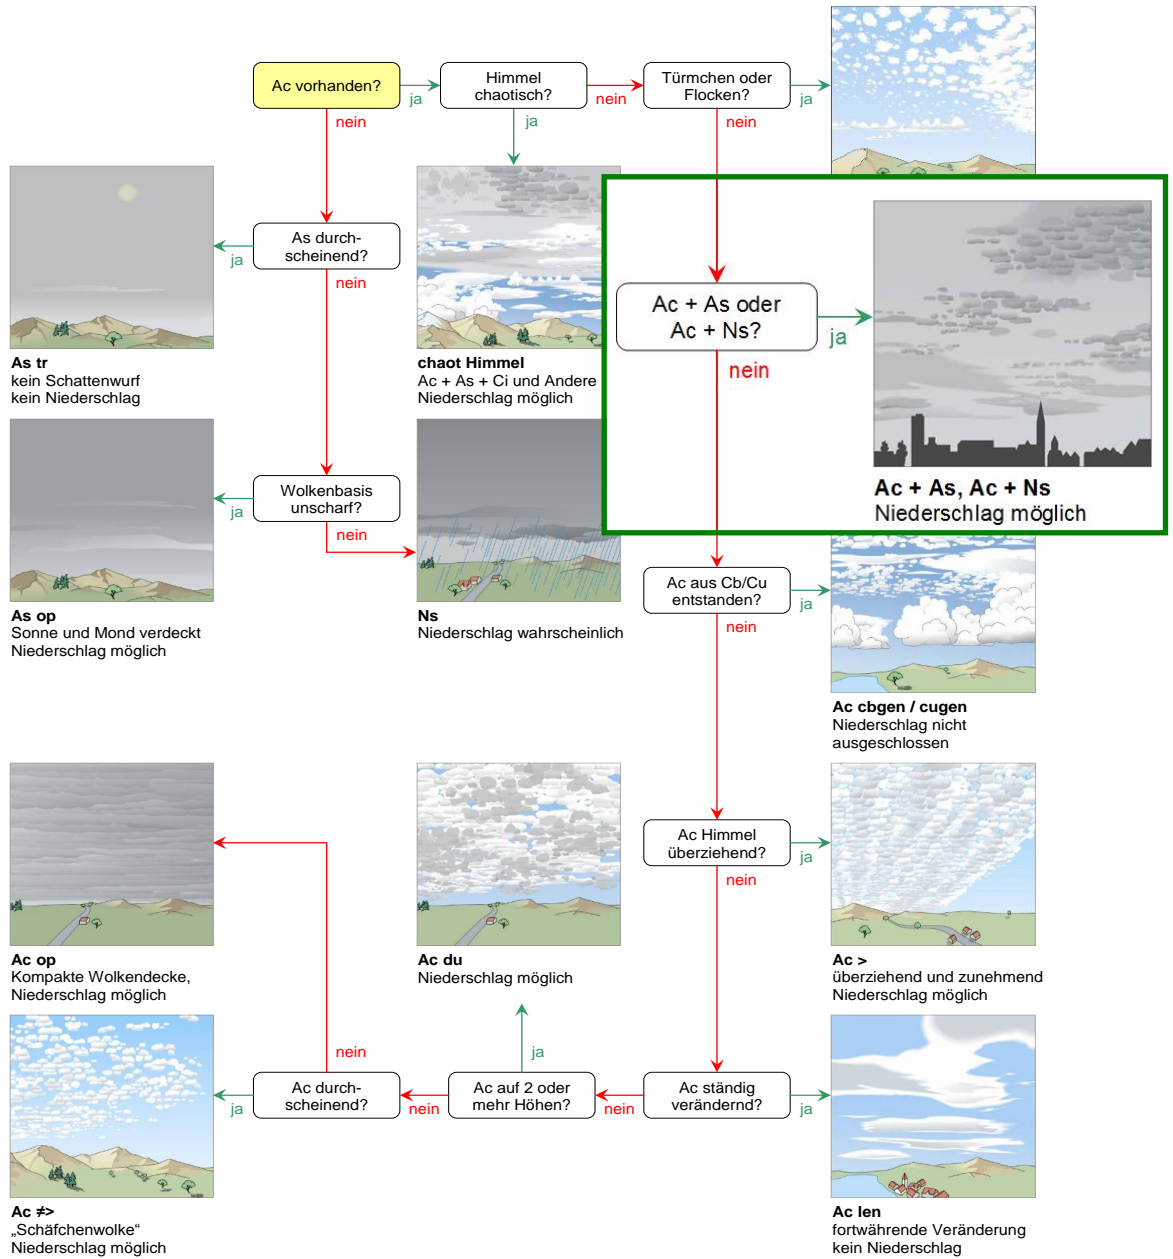 Ac vorhanden?
ja
nein
Himmel
chaotisch?
nein
ja
Türmchen oder
Flocken?
ja
nein
As durch-
scheinend?
ja
nein
As tr
kein Schattenwurf
kein Niederschlag
chaot Himmel
Ac + As + Ci und Andere
Niederschlag möglich
Ac + As oder
Ac + Ns?
ja
nein
Ac + As, Ac + Ns
Niederschlag möglich
Wolkenbasis
unscharf?
ja
nein
As op
Sonne und Mond verdeckt
Niederschlag möglich
Ns
Niederschlag wahrscheinlich
Ac aus Cb/Cu
entstanden?
ja
nein
Ac cbgen / cugen
Niederschlag nicht
ausgeschlossen
Ac Himmel
überziehend?
ja
nein
Ac op
Kompakte Wolkendecke,
Niederschlag möglich
Ac du
Niederschlag möglich
Ac >
überziehend und zunehmend
Niederschlag möglich
nein
ja
Ac durch-
scheinend?
ja
nein
Ac auf 2 oder
mehr Höhen?
nein
Ac ständig
verändernd?
ja
Ac ≠>
„Schäfchenwolke“
Niederschlag möglich
Ac len
fortwährende Veränderung
kein Niederschlag